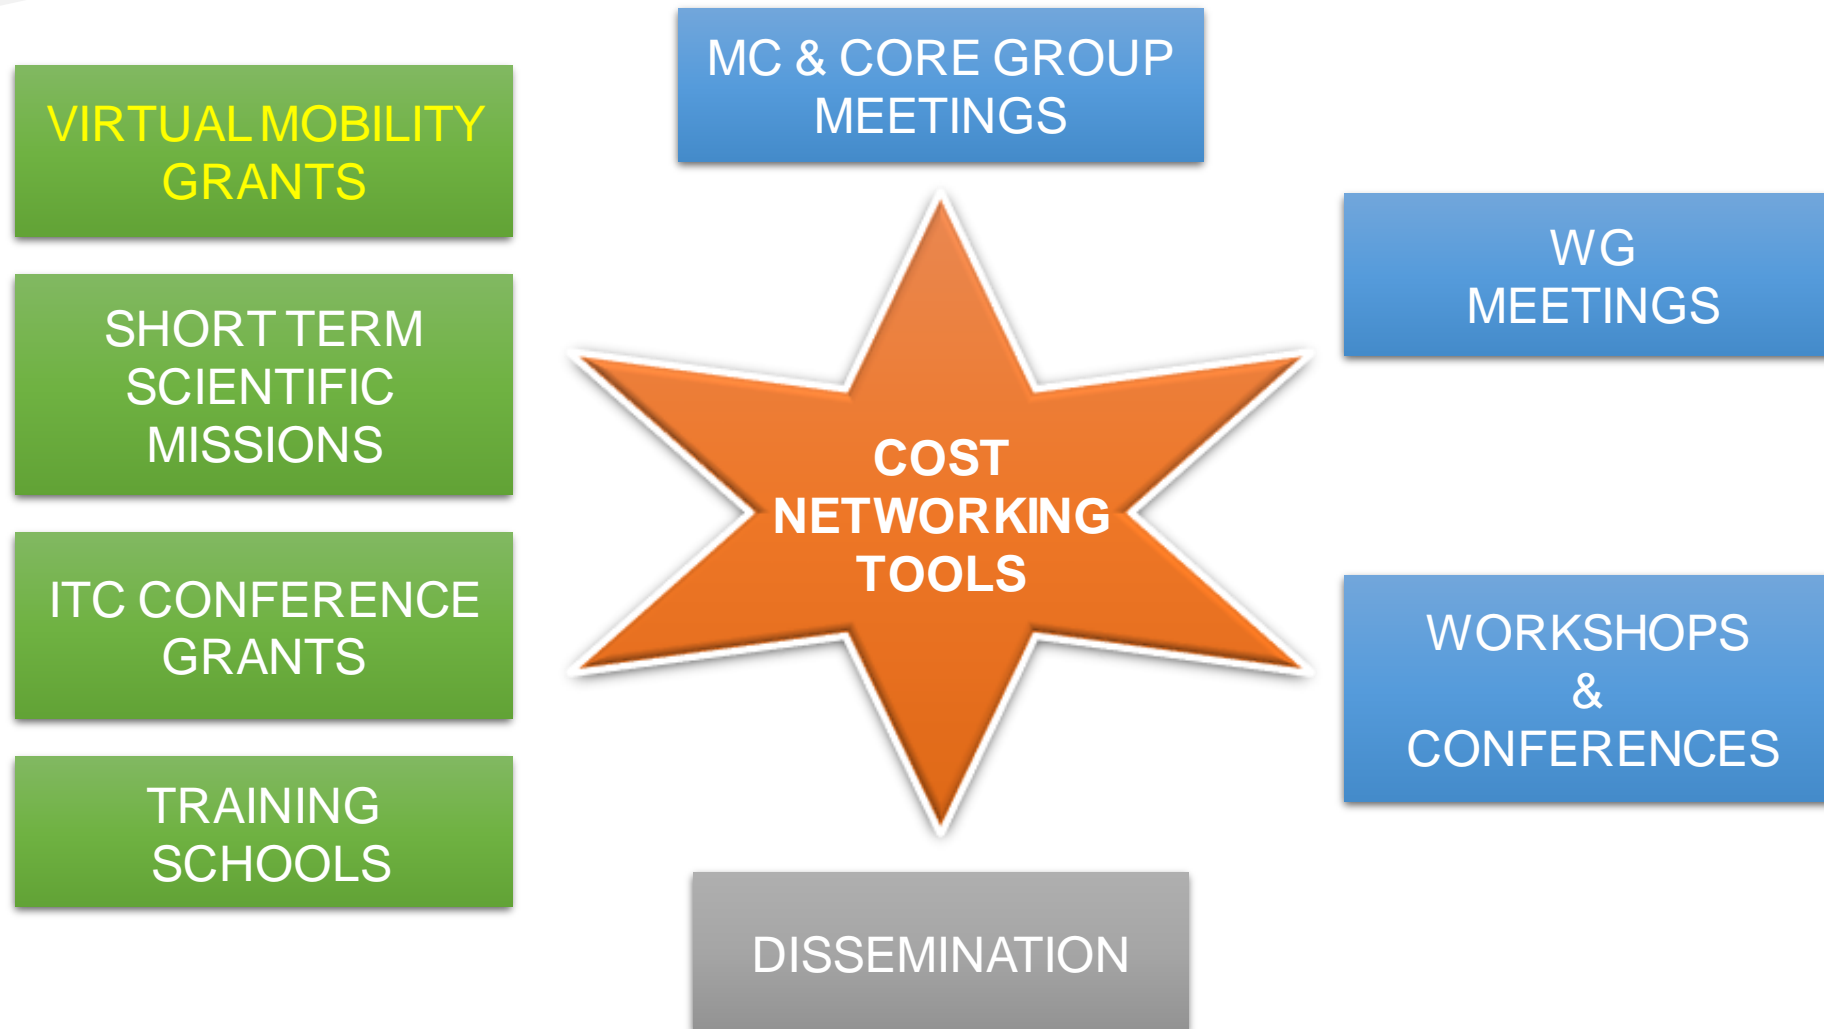 MC & CORE GROUP
MEETINGS
VIRTUAL MOBILITY
GRANTS
SHORT TERM
SCIENTIFIC
MISSIONS
ITC CONFERENCE
GRANTS
TRAINING
SCHOOLS
COST
NETWORKING
TOOLS
WG
MEETINGS
WORKSHOPS
&
CONFERENCES
DISSEMINATION